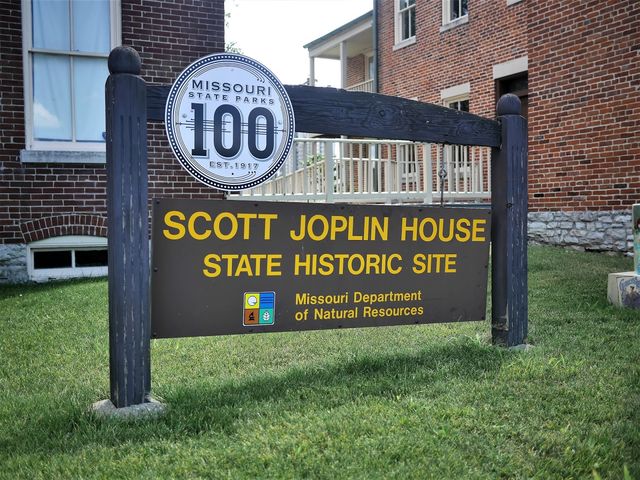 MISSOURI
STATE PARKS
100
EST. 1917
SCOTT JOPLIN HOUSE
STATE HISTORIC SITE
Missouri Department
of Natural Resources